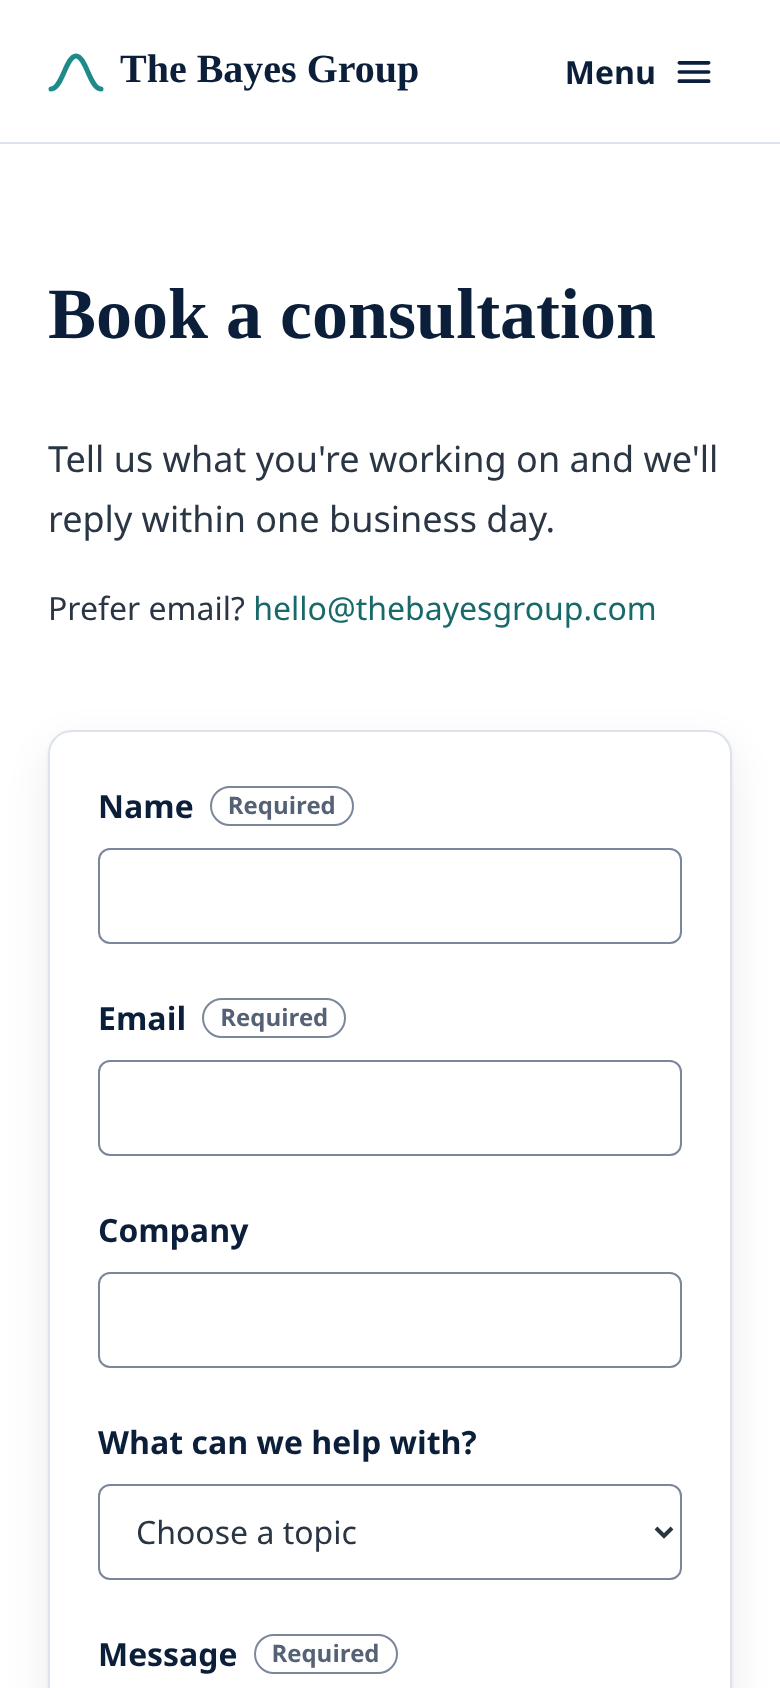 The Bayes Group
Menu
Book a consultation
Tell us what you're working on and we'll
reply within one business day.
Prefer email? hello@thebayesgroup.com
Name Required
Email Required
Company
What can we help with?
Choose a topic
Message Required